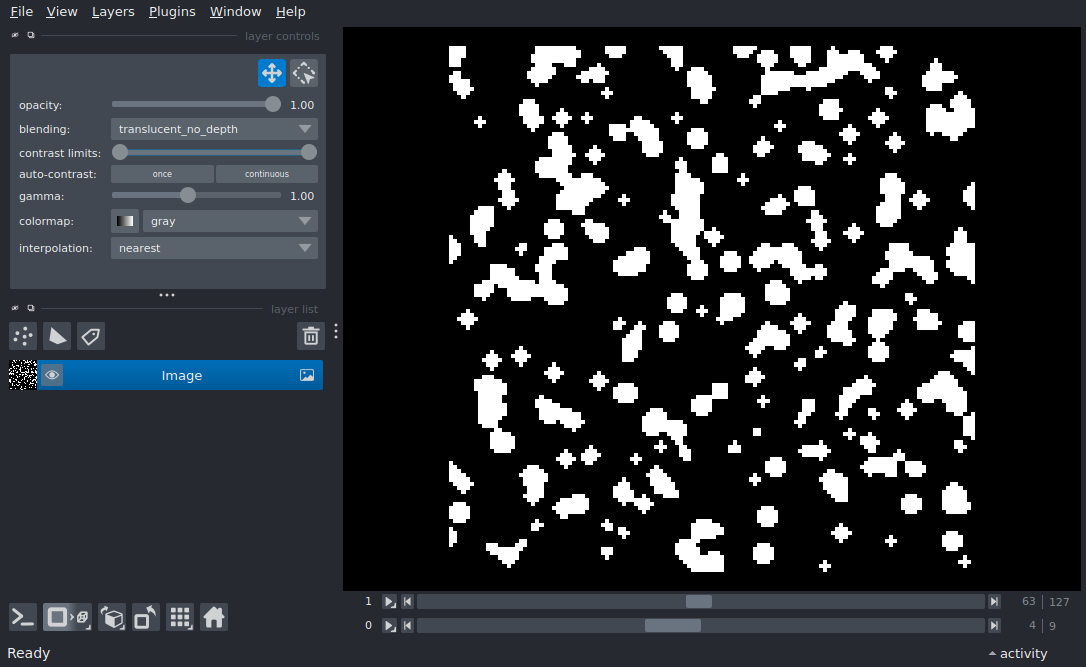 File View Layers Plugins Window Help
layer controls
opacity: 1.00
blending: translucent_no_depth
contrast limits:
auto-contrast: once continuous
gamma: 1.00
colormap: gray
interpolation: nearest
layer list
Image
1 63 127
0 4 9
Ready
activity